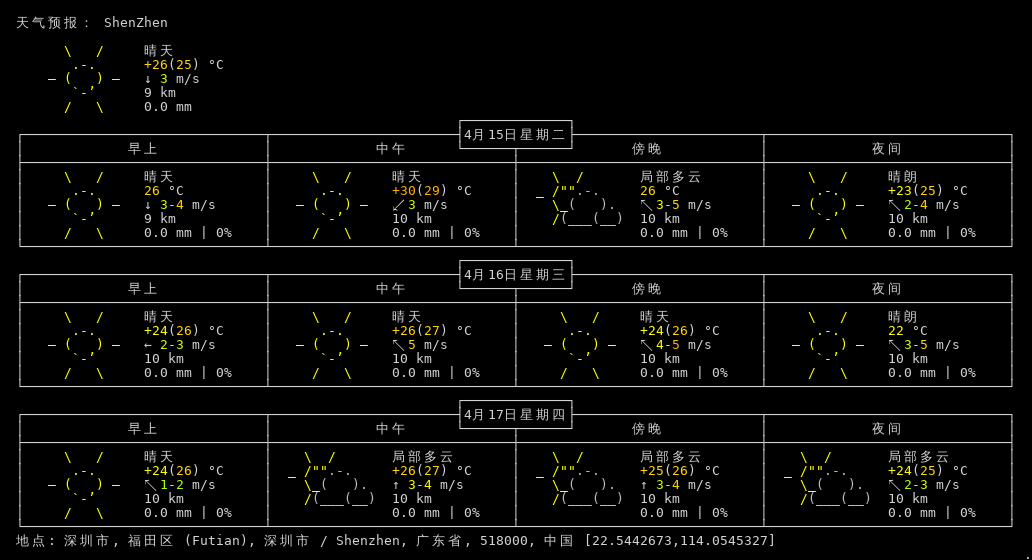 天气预报： ShenZhen
晴天
+26(25) °C
↓ 3 m/s
9 km
0.0 mm
4月15日星期二
早上 中午 傍晚 夜间
晴天 晴天 局部多云 晴朗
26 °C +30(29) °C 26 °C +23(25) °C
↓ 3-4 m/s ↙ 3 m/s ↖ 3-5 m/s ↖ 2-4 m/s
9 km 10 km 10 km 10 km
0.0 mm | 0% 0.0 mm | 0% 0.0 mm | 0% 0.0 mm | 0%
4月16日星期三
早上 中午 傍晚 夜间
晴天 晴天 晴天 晴朗
+24(26) °C +26(27) °C +24(26) °C 22 °C
← 2-3 m/s ↖ 5 m/s ↖ 4-5 m/s ↖ 3-5 m/s
10 km 10 km 10 km 10 km
0.0 mm | 0% 0.0 mm | 0% 0.0 mm | 0% 0.0 mm | 0%
4月17日星期四
早上 中午 傍晚 夜间
晴天 局部多云 局部多云 局部多云
+24(26) °C +26(27) °C +25(26) °C +24(25) °C
↖ 1-2 m/s ↑ 3-4 m/s ↑ 3-4 m/s ↖ 2-3 m/s
10 km 10 km 10 km 10 km
0.0 mm | 0% 0.0 mm | 0% 0.0 mm | 0% 0.0 mm | 0%
地点: 深圳市, 福田区 (Futian), 深圳市 / Shenzhen, 广东省, 518000, 中国 [22.5442673,114.0545327]